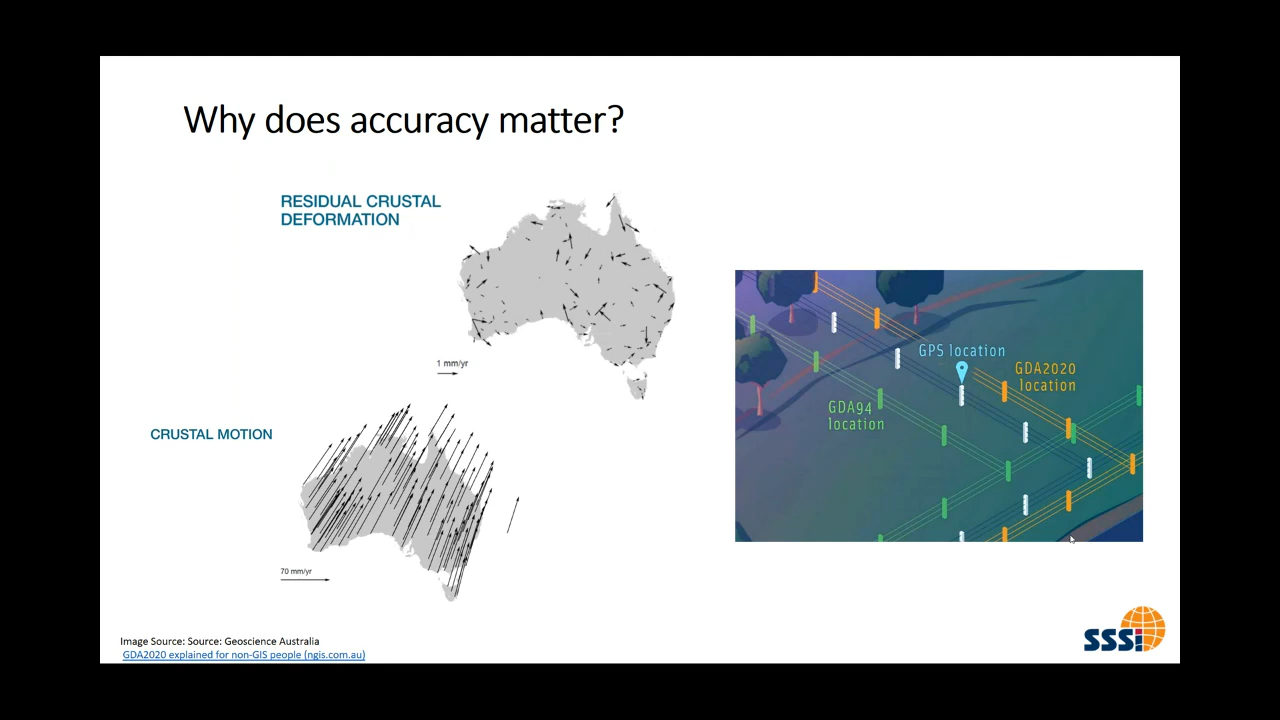 Why does accuracy matter?
RESIDUAL CRUSTAL
DEFORMATION
1 mm/yr
CRUSTAL MOTION
70 mm/yr
GPS location
GDA2020
location
GDA94
location
Image Source: Source: Geoscience Australia
GDA2020 explained for non-GIS people (ngis.com.au)
SSSi